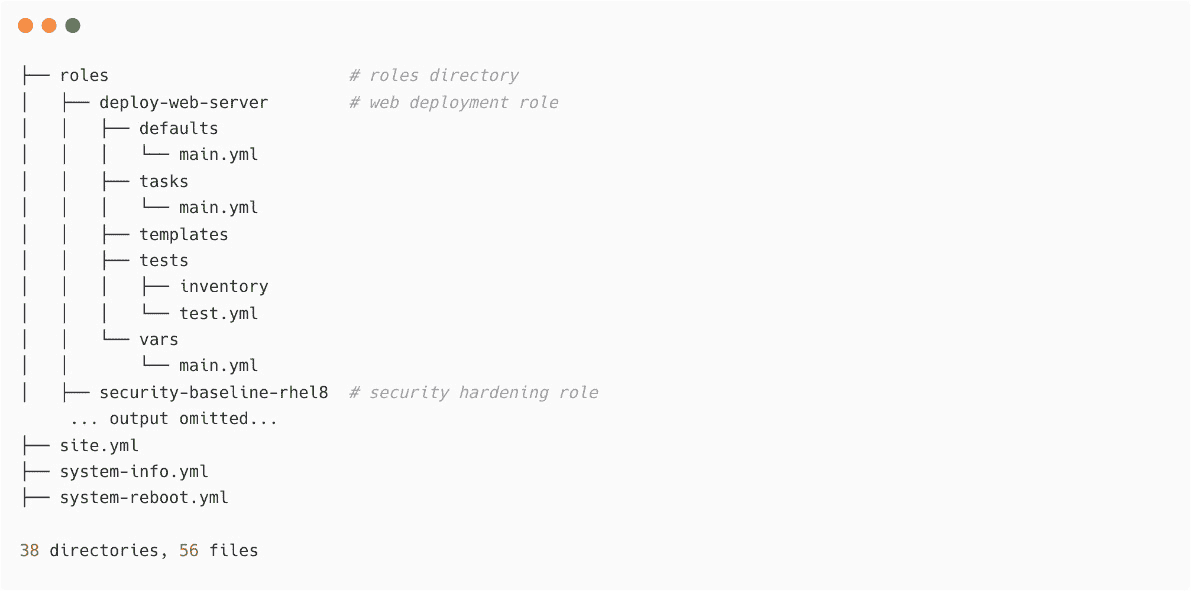 ├── roles                        # roles directory
│   ├── deploy-web-server        # web deployment role
│   │   ├── defaults
│   │   │   └── main.yml
│   │   ├── tasks
│   │   │   └── main.yml
│   │   ├── templates
│   │   ├── tests
│   │   │   ├── inventory
│   │   │   └── test.yml
│   │   └── vars
│   │       └── main.yml
│   ├── security-baseline-rhel8  # security hardening role
     ... output omitted...
├── site.yml
├── system-info.yml
├── system-reboot.yml

38 directories, 56 files